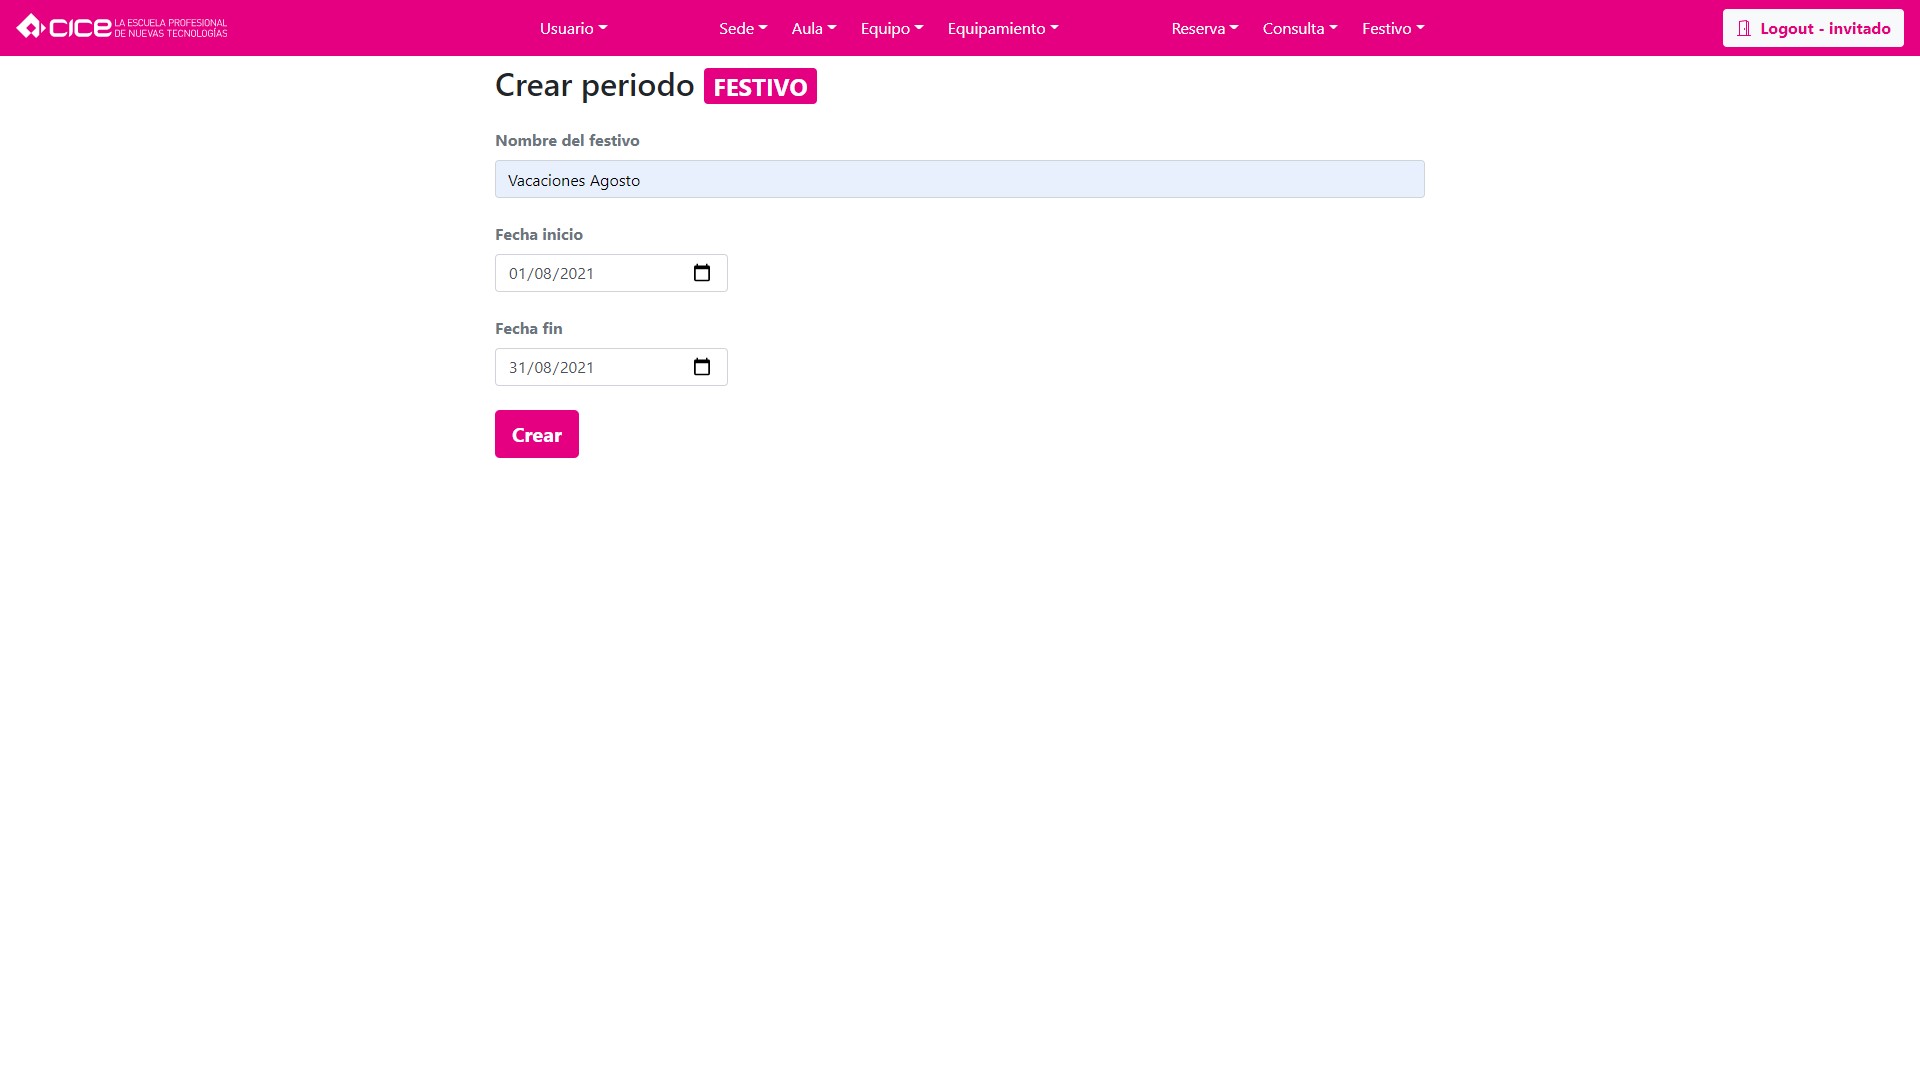 CICE LA ESCUELA PROFESIONAL
DE NUEVAS TECNOLOGÍAS
Usuario Sede Aula Equipo Equipamiento Reserva Consulta Festivo Logout - invitado
Crear periodo FESTIVO
Nombre del festivo
Vacaciones Agosto
Fecha inicio
01/08/2021
Fecha fin
31/08/2021
Crear